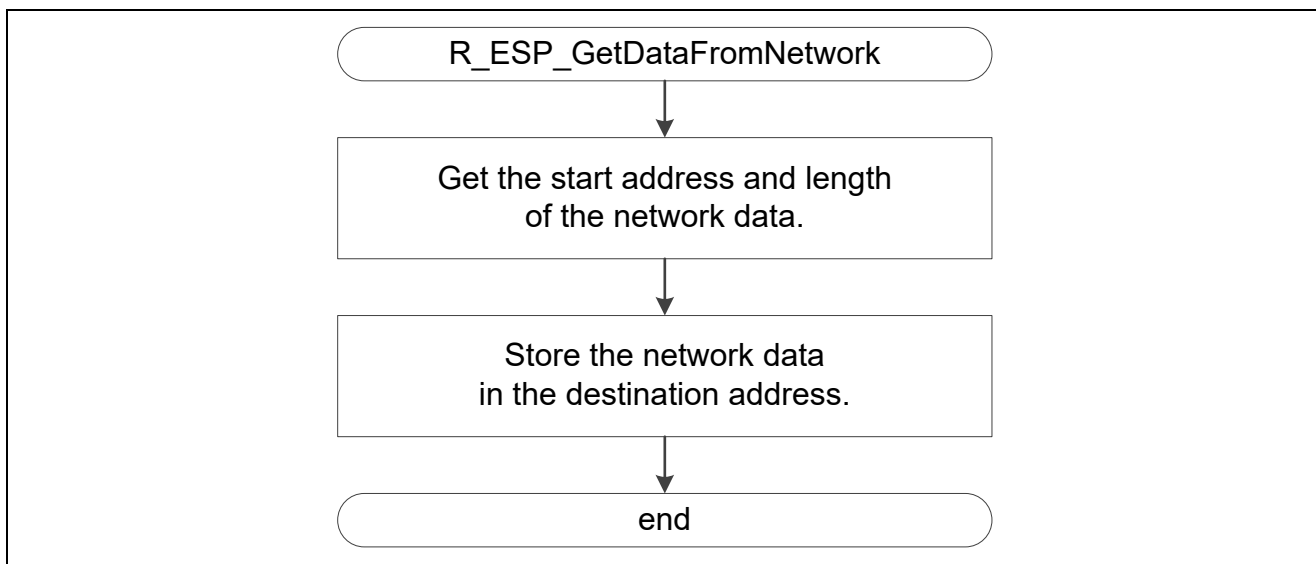 R_ESP_GetDataFromNetwork
Get the start address and length
of the network data.
Store the network data
in the destination address.
end